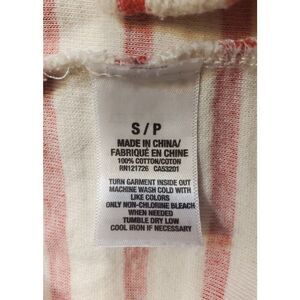 S / P
MADE IN CHINA/
FABRIQUÉ EN CHINE
100% COTTON/COTON
RN121726 CA53201
TURN GARMENT INSIDE OUT
MACHINE WASH COLD WITH
LIKE COLORS
ONLY NON-CHLORINE BLEACH
WHEN NEEDED
TUMBLE DRY LOW
COOL IRON IF NECESSARY